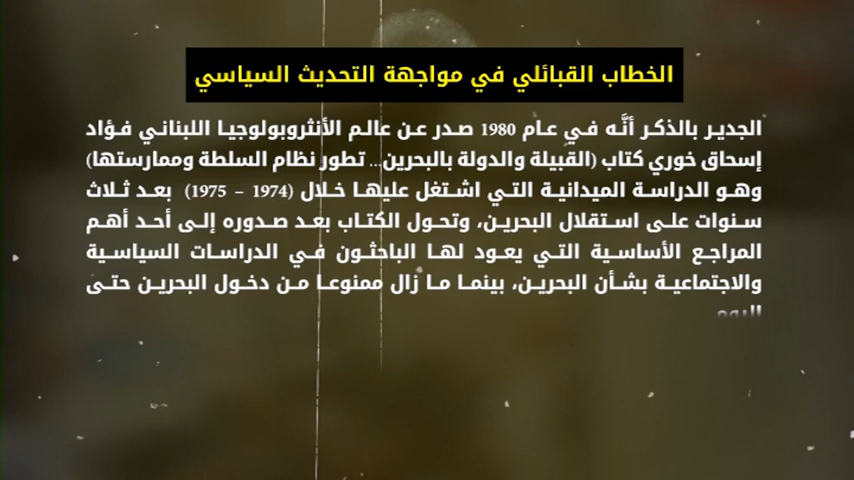 الخطاب القبائلي في مواجهة التحديث السياسي
الجدير بالذكر أنَّه في عام 1980 صدر عن عالم الأنثروبولوجيا اللبناني فؤاد
إسحاق خوري كتاب (القبيلة والدولة بالبحرين... تطور نظام السلطة وممارستها)
وهو الدراسة الميدانية التي اشتغل عليها خلال (1974 – 1975) بعد ثلاث
سنوات على استقلال البحرين، وتحول الكتاب بعد صدوره إلى أحد أهم
المراجع الأساسية التي يعود لها الباحثون في الدراسات السياسية
والاجتماعية بشأن البحرين، بينما ما زال ممنوعا من دخول البحرين حتى